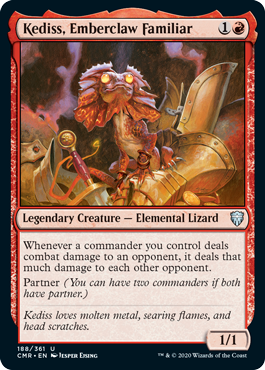 Kediss, Emberclaw Familiar 1
Legendary Creature — Elemental Lizard
Whenever a commander you control deals
combat damage to an opponent, it deals that
much damage to each other opponent.
Partner (You can have two commanders if both
have partner.)
Kediss loves molten metal, searing flames, and
head scratches.
1/1
188/361 U
CMR • EN Jesper Ejsing
™ & © 2020 Wizards of the Coast